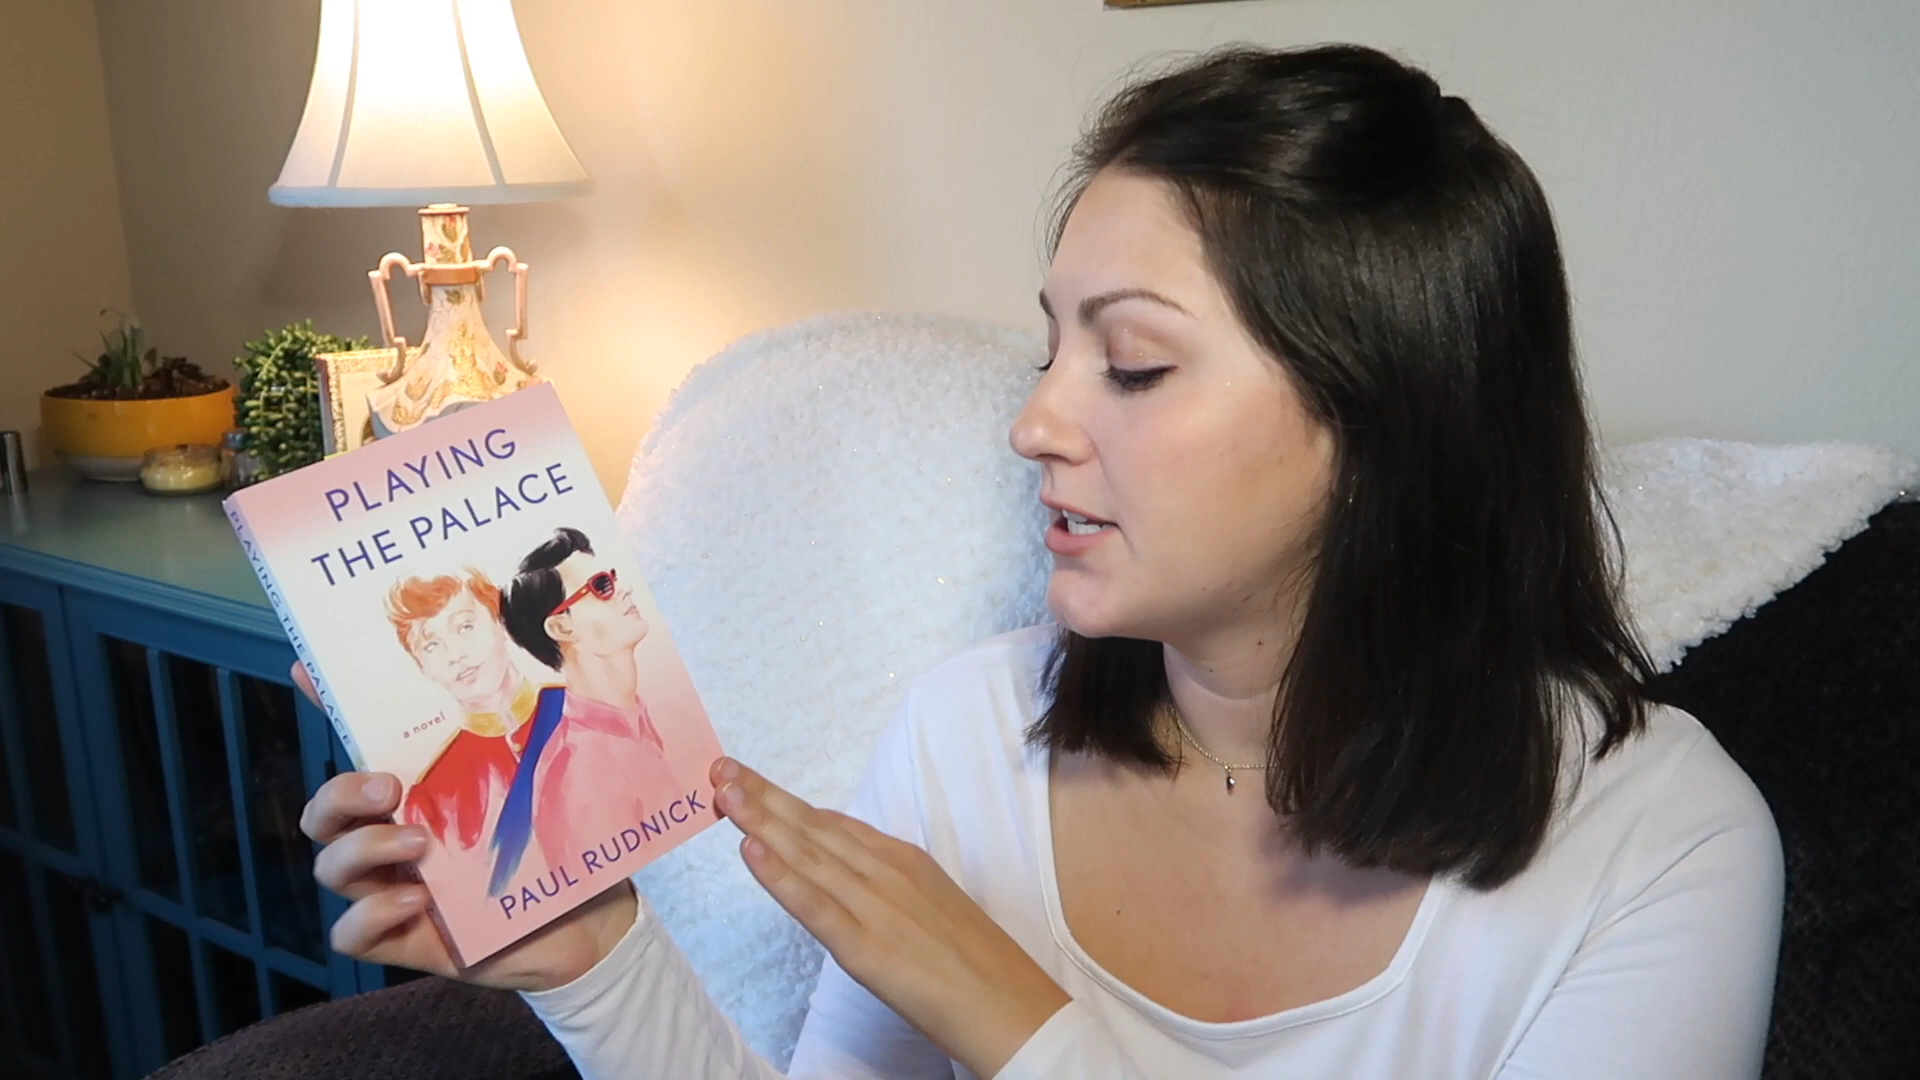 PLAYING
THE PALACE
a novel
PAUL RUDNICK
PLAYING THE PALACE